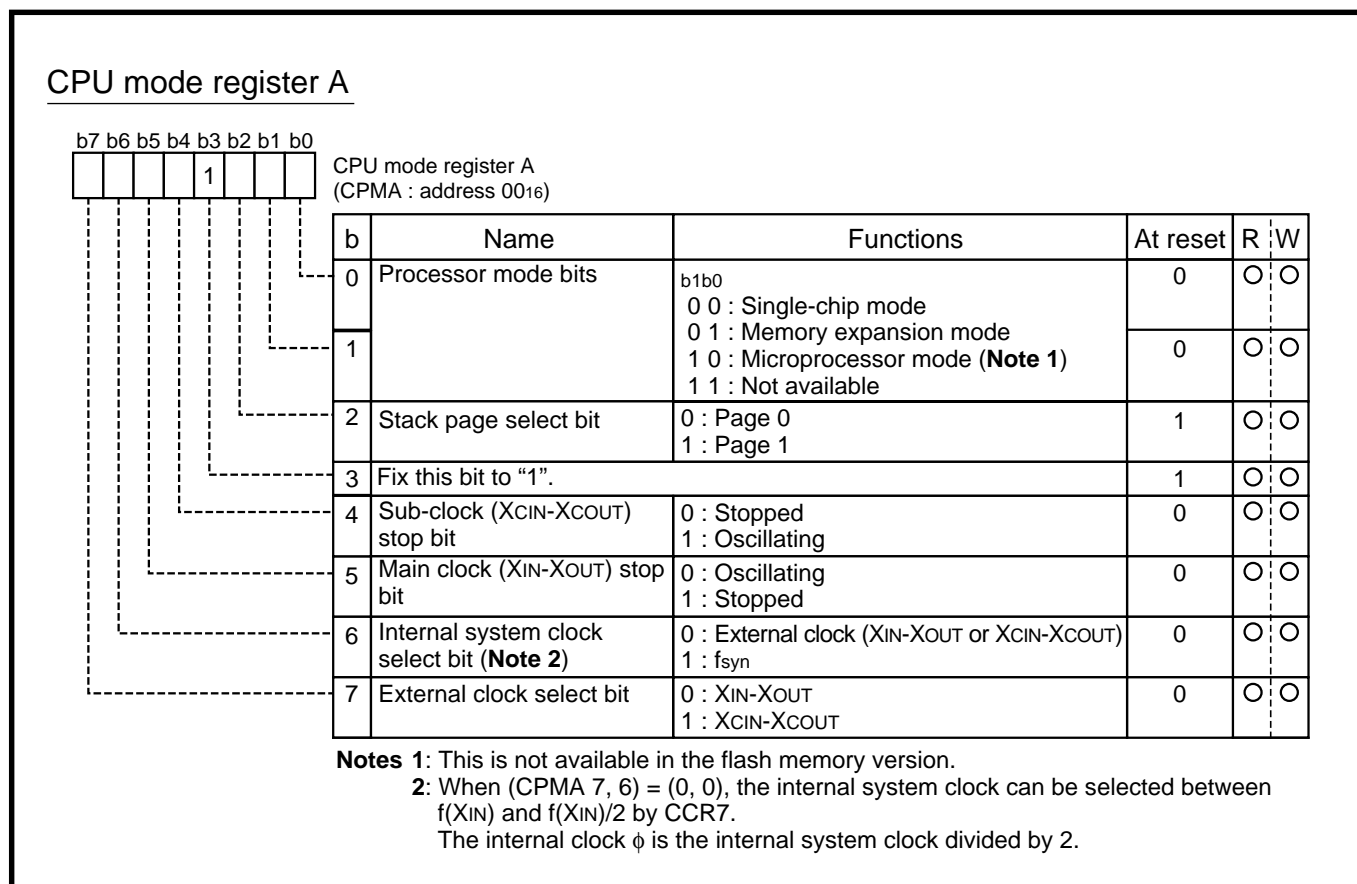 CPU mode register A
b7 b6 b5 b4 b3 b2 b1 b0
1
CPU mode register A
(CPMA : address 0016)
b Name Functions At reset R W
0 Processor mode bits b1b0 0 ○ ○
0 0 : Single-chip mode
0 1 : Memory expansion mode
1 1 0 : Microprocessor mode (Note 1) 0 ○ ○
1 1 : Not available
2 Stack page select bit 0 : Page 0 1 ○ ○
1 : Page 1
3 Fix this bit to “1”. 1 ○ ○
4 Sub-clock (XCIN-XCOUT) 0 : Stopped 0 ○ ○
stop bit 1 : Oscillating
5 Main clock (XIN-XOUT) stop 0 : Oscillating 0 ○ ○
bit 1 : Stopped
6 Internal system clock 0 : External clock (XIN-XOUT or XCIN-XCOUT) 0 ○ ○
select bit (Note 2) 1 : fsyn
7 External clock select bit 0 : XIN-XOUT 0 ○ ○
1 : XCIN-XCOUT
Notes 1: This is not available in the flash memory version.
2: When (CPMA 7, 6) = (0, 0), the internal system clock can be selected between
f(XIN) and f(XIN)/2 by CCR7.
The internal clock ϕ is the internal system clock divided by 2.